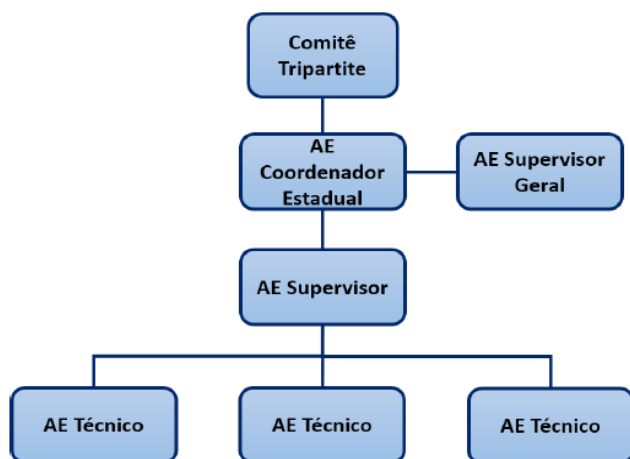 Comitê
Tripartite
AE
Coordenador
Estadual
AE Supervisor
Geral
AE Supervisor
AE Técnico
AE Técnico
AE Técnico